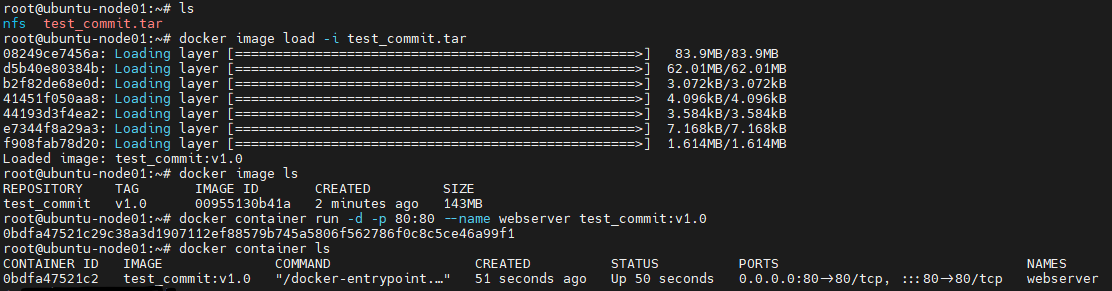 root@ubuntu-node01:~# ls
nfs  test_commit.tar
root@ubuntu-node01:~# docker image load -i test_commit.tar
08249ce7456a: Loading layer [==================================================>]  83.9MB/83.9MB
d5b40e80384b: Loading layer [==================================================>]  62.01MB/62.01MB
b2f82de68e0d: Loading layer [==================================================>]  3.072kB/3.072kB
41451f050aa8: Loading layer [==================================================>]  4.096kB/4.096kB
44193d3f4ea2: Loading layer [==================================================>]  3.584kB/3.584kB
e7344f8a29a3: Loading layer [==================================================>]  7.168kB/7.168kB
f908fab78d20: Loading layer [==================================================>]  1.614MB/1.614MB
Loaded image: test_commit:v1.0
root@ubuntu-node01:~# docker image ls
REPOSITORY    TAG       IMAGE ID       CREATED         SIZE
test_commit   v1.0      00955130b41a   2 minutes ago   143MB
root@ubuntu-node01:~# docker container run -d -p 80:80 --name webserver test_commit:v1.0
0bdfa47521c29c38a3d1907112ef88579b745a5806f562786f0c8c5ce46a99f1
root@ubuntu-node01:~# docker container ls
CONTAINER ID   IMAGE              COMMAND                  CREATED          STATUS          PORTS                               NAMES
0bdfa47521c2   test_commit:v1.0   "/docker-entrypoint.…"   51 seconds ago   Up 50 seconds   0.0.0.0:80->80/tcp, :::80->80/tcp   webserver